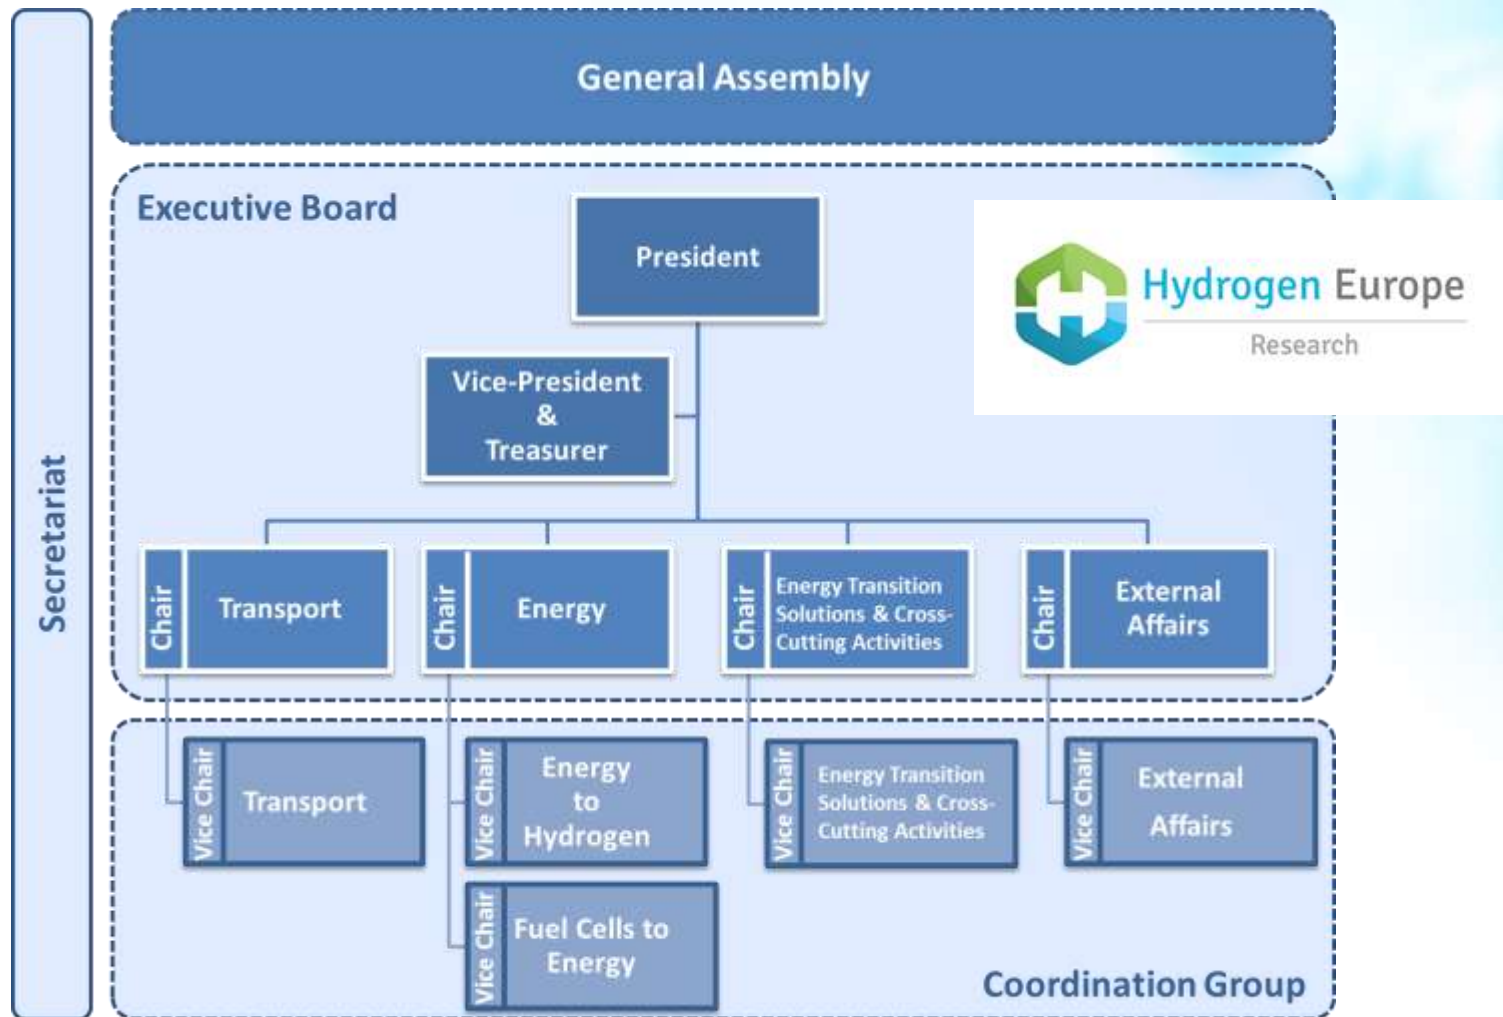 General Assembly
Secretariat
Executive Board
President
Hydrogen Europe
Research
Vice-President
&
Treasurer
Chair
Transport
Chair
Energy
Chair
Energy Transition
Solutions & Cross-
Cutting Activities
Chair
External
Affairs
Vice Chair
Transport
Vice Chair
Energy
to
Hydrogen
Vice Chair
Energy Transition
Solutions & Cross-
Cutting Activities
Vice Chair
External
Affairs
Vice Chair
Fuel Cells to
Energy
Coordination Group